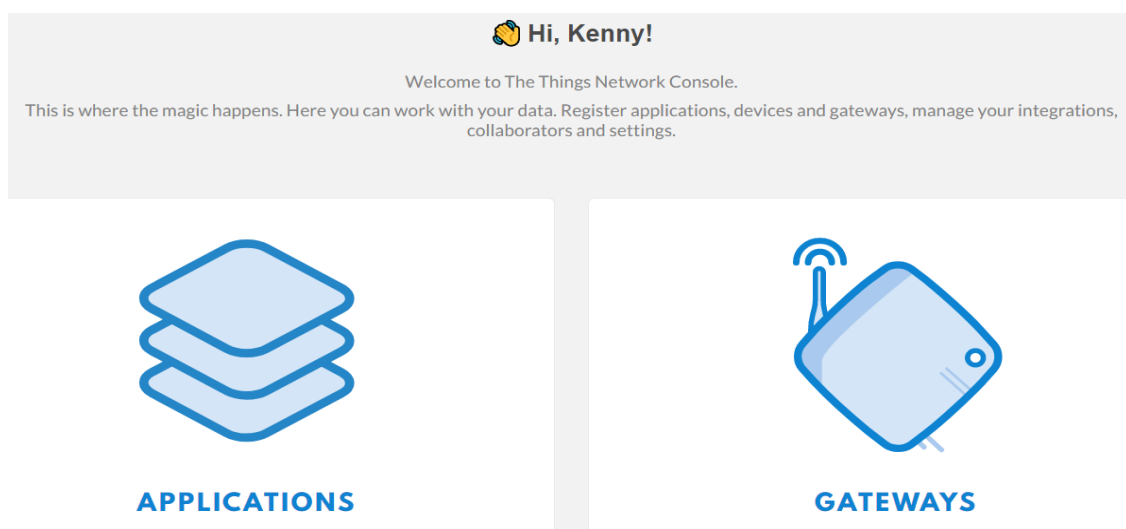 Hi, Kenny!
Welcome to The Things Network Console.
This is where the magic happens. Here you can work with your data. Register applications, devices and gateways, manage your integrations,
collaborators and settings.
APPLICATIONS
GATEWAYS